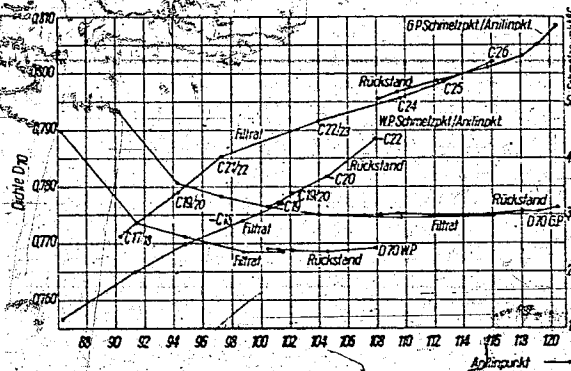 G.P. Schmelzpkt./Anilinpkt.
0,810
0,800
0,790
0,780
0,770
0,760
Dichte D70
C26
Rückstand
C25
C24
W.P. Schmelzpkt./Anilinpkt.
C22/23
Filtrat
C22
C21/22
Rückstand
C20
C19/20
C19/20
C19
C18
C17/18
Filtrat
Rückstand
D70 G.P.
Filtrat
Filtrat
Rückstand
D70 W.P.
88 90 92 94 96 98 100 102 104 106 108 110 112 114 116 118 120
Anilinpunkt